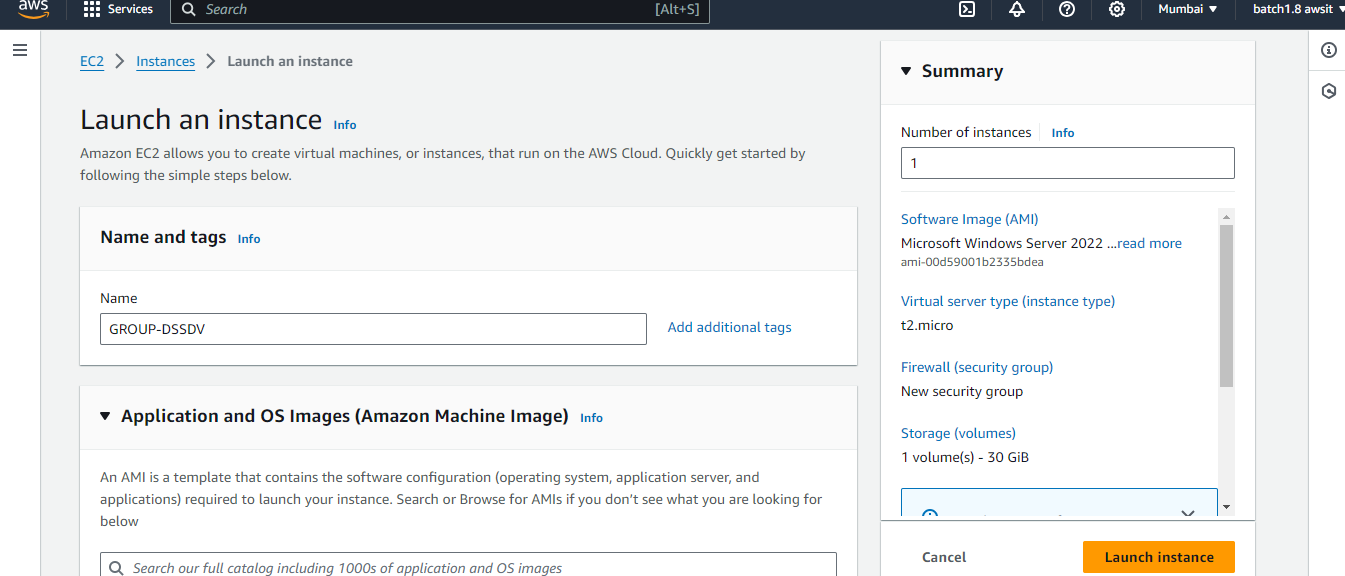 aws
Services
Search
[Alt+S]
Mumbai
batch1.8 awsit
EC2
Instances
Launch an instance
Launch an instance Info
Amazon EC2 allows you to create virtual machines, or instances, that run on the AWS Cloud. Quickly get started by
following the simple steps below.
Name and tags Info
Name
GROUP-DSSDV
Add additional tags
Application and OS Images (Amazon Machine Image) Info
An AMI is a template that contains the software configuration (operating system, application server, and
applications) required to launch your instance. Search or Browse for AMIs if you don't see what you are looking for
below
Search our full catalog including 1000s of application and OS images
Summary
Number of instances Info
1
Software Image (AMI)
Microsoft Windows Server 2022 ...read more
ami-00d59001b2335bdea
Virtual server type (instance type)
t2.micro
Firewall (security group)
New security group
Storage (volumes)
1 volume(s) - 30 GiB
Cancel
Launch instance